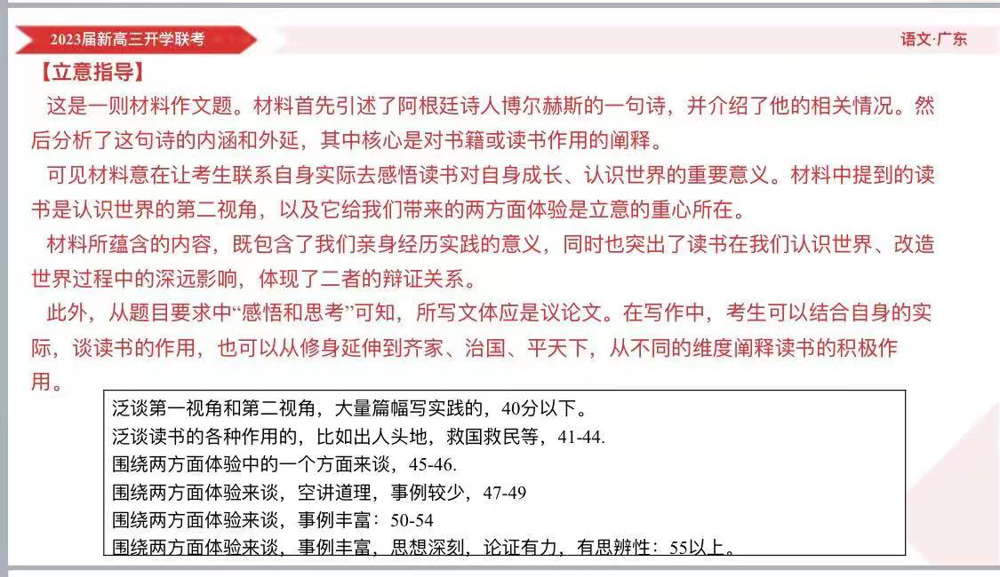 2023届新高三开学联考
语文·广东
【立意指导】
这是一则材料作文题。材料首先引述了阿根廷诗人博尔赫斯的一句诗，并介绍了他的相关情况。然
后分析了这句诗的内涵和外延，其中核心是对书籍或读书作用的阐释。
可见材料意在让考生联系自身实际去感悟读书对自身成长、认识世界的重要意义。材料中提到的读
书是认识世界的第二视角，以及它给我们带来的两方面体验是立意的重心所在。
材料所蕴含的内容，既包含了我们亲身经历实践的意义，同时也突出了读书在我们认识世界、改造
世界过程中的深远影响，体现了二者的辩证关系。
此外，从题目要求中“感悟和思考”可知，所写文体应是议论文。在写作中，考生可以结合自身的实
际，谈读书的作用，也可以从修身延伸到齐家、治国、平天下，从不同的维度阐释读书的积极作
用。
泛谈第一视角和第二视角，大量篇幅写实践的，40分以下。
泛谈读书的各种作用的，比如出人头地，救国救民等，41-44.
围绕两方面体验中的一个方面来谈，45-46.
围绕两方面体验来谈，空讲道理，事例较少，47-49
围绕两方面体验来谈，事例丰富：50-54
围绕两方面体验来谈，事例丰富，思想深刻，论证有力，有思辨性：55以上。